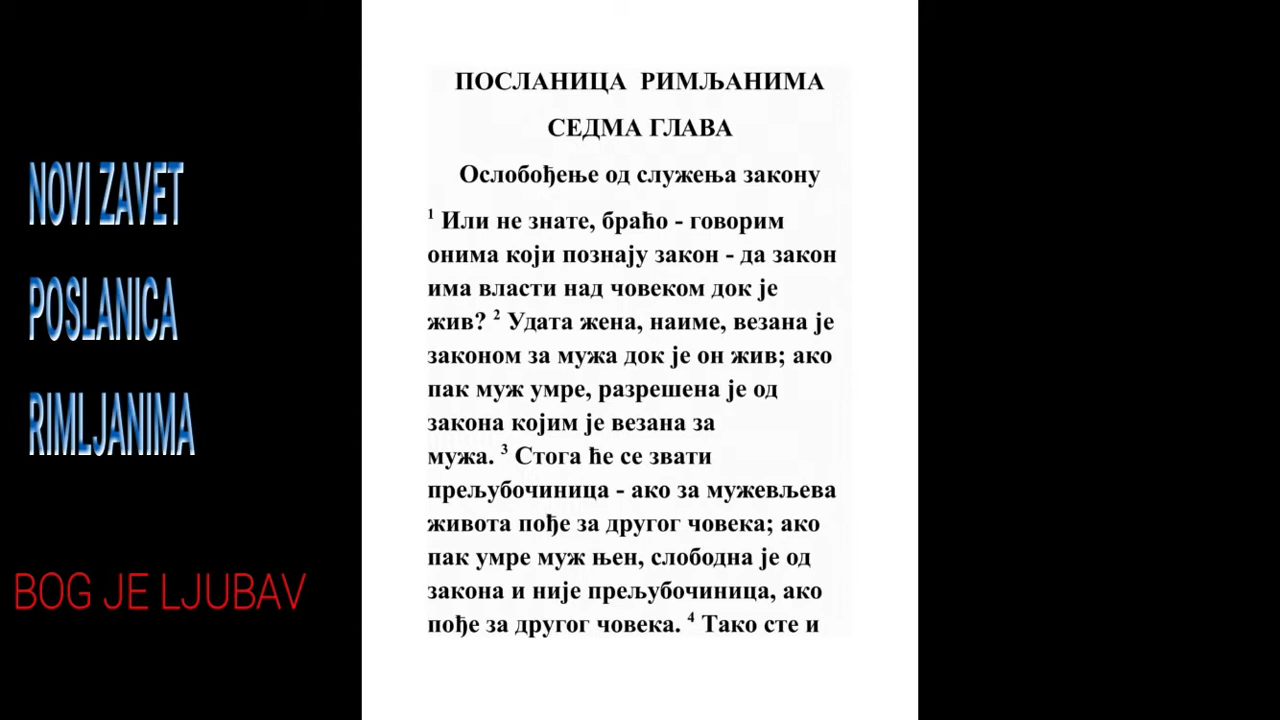 NOVI ZAVET
POSLANICA
RIMLJANIMA
BOG JE LJUBAV
ПОСЛАНИЦА РИМЉАНИМА
СЕДМА ГЛАВА
Ослобођење од служења закону
1 Или не знате, браћо - говорим
онима који познају закон - да закон
има власти над човеком док је
жив? 2 Удата жена, наиме, везана је
законом за мужа док је он жив; ако
пак муж умре, разрешена је од
закона којим је везана за
мужа. 3 Стога ће се звати
прељубочиница - ако за мужевљева
живота пође за другог човека; ако
пак умре муж њен, слободна је од
закона и није прељубочиница, ако
пође за другог човека. 4 Тако сте и